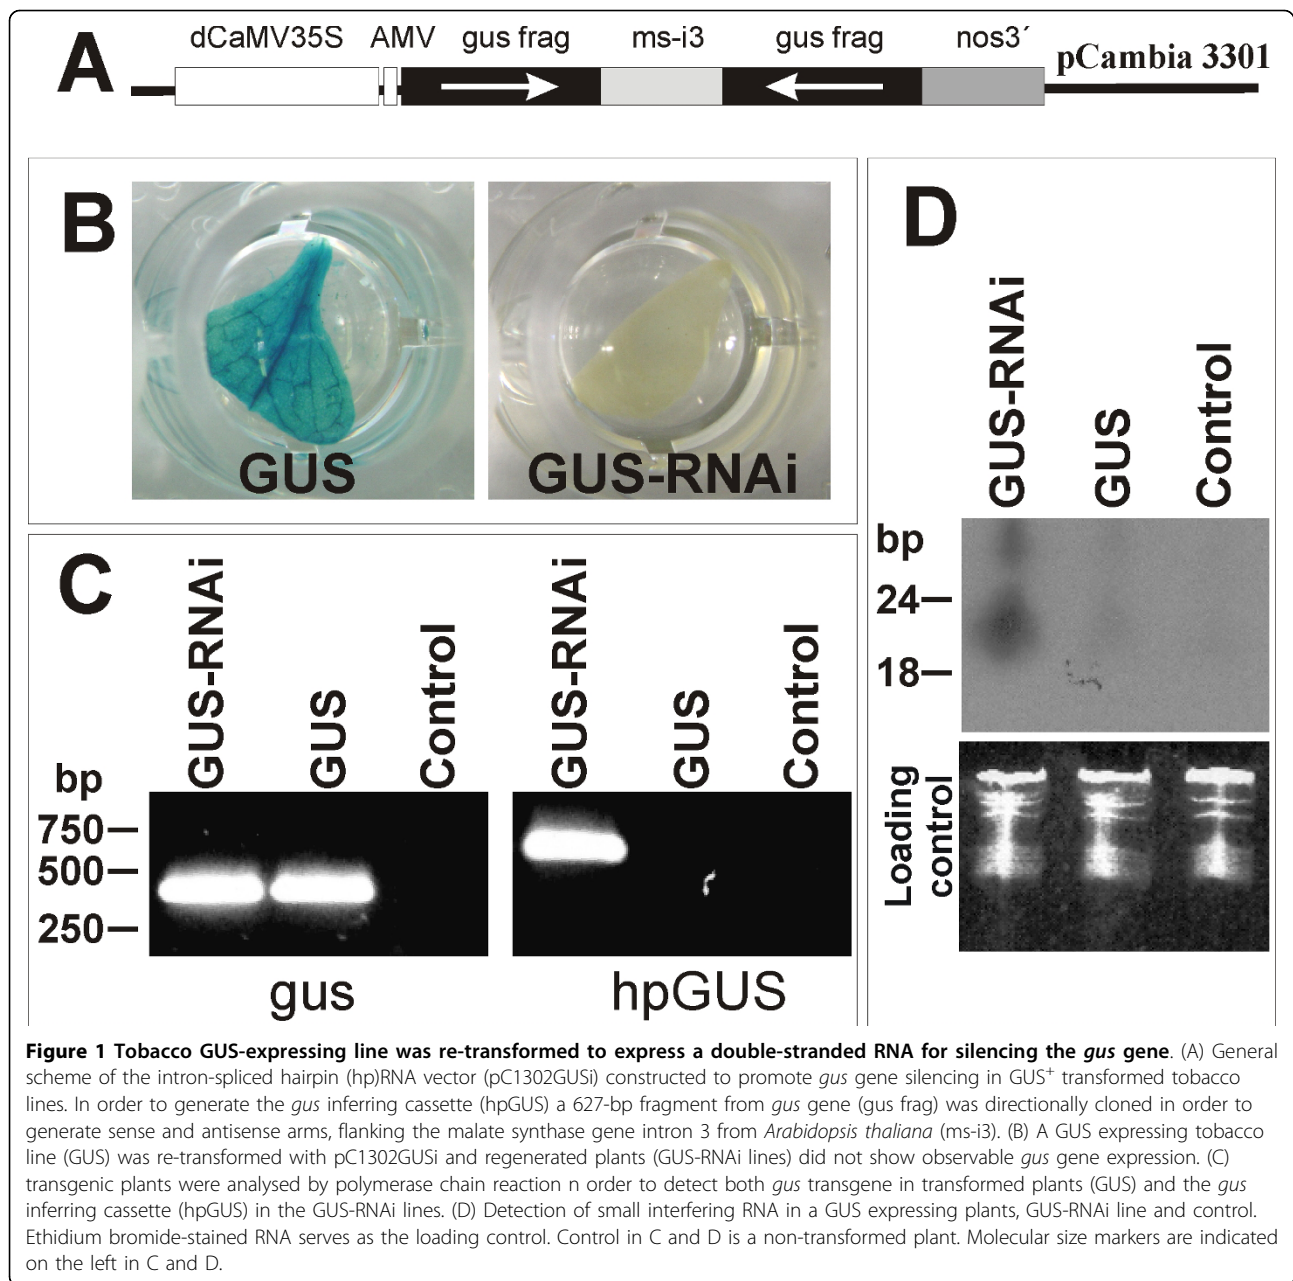 A
dCaMV35S AMV gus frag ms-i3 gus frag nos3´
pCambia 3301
B
GUS
GUS-RNAi
C
GUS-RNAi
GUS
Control
GUS-RNAi
GUS
Control
bp
750
500
250
gus
hpGUS
D
GUS-RNAi
GUS
Control
bp
24
18
Loading
control
Figure 1 Tobacco GUS-expressing line was re-transformed to express a double-stranded RNA for silencing the gus gene. (A) General
scheme of the intron-spliced hairpin (hp)RNA vector (pC1302GUSi) constructed to promote gus gene silencing in GUS+ transformed tobacco
lines. In order to generate the gus inferring cassette (hpGUS) a 627-bp fragment from gus gene (gus frag) was directionally cloned in order to
generate sense and antisense arms, flanking the malate synthase gene intron 3 from Arabidopsis thaliana (ms-i3). (B) A GUS expressing tobacco
line (GUS) was re-transformed with pC1302GUSi and regenerated plants (GUS-RNAi lines) did not show observable gus gene expression. (C)
transgenic plants were analysed by polymerase chain reaction n order to detect both gus transgene in transformed plants (GUS) and the gus
inferring cassette (hpGUS) in the GUS-RNAi lines. (D) Detection of small interfering RNA in a GUS expressing plants, GUS-RNAi line and control.
Ethidium bromide-stained RNA serves as the loading control. Control in C and D is a non-transformed plant. Molecular size markers are indicated
on the left in C and D.